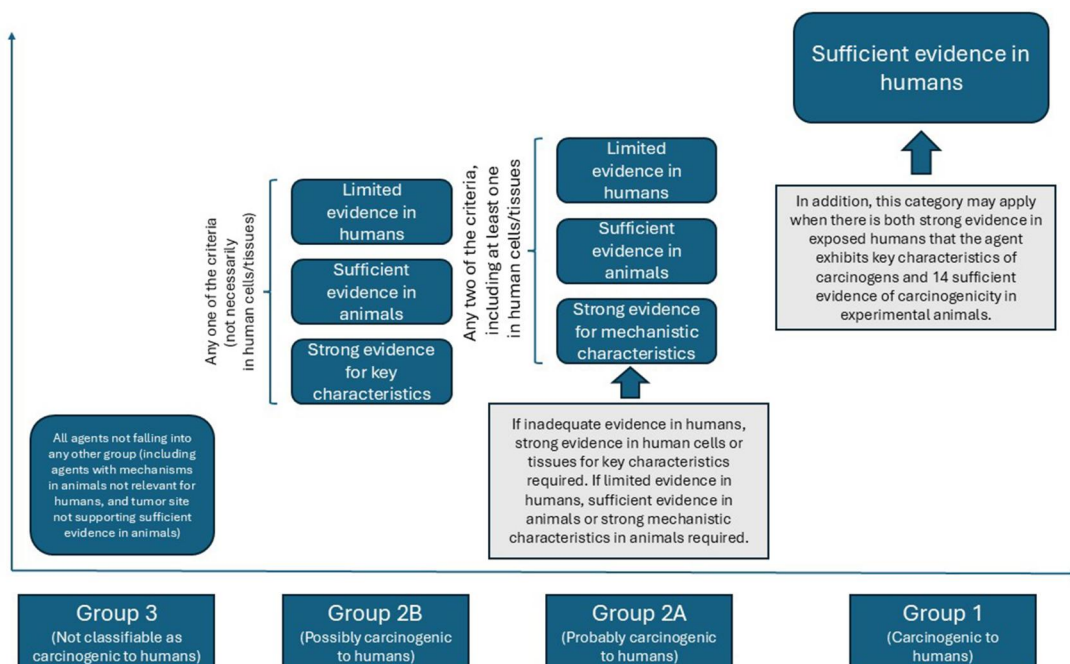 Sufficient evidence in
humans
In addition, this category may apply
when there is both strong evidence in
exposed humans that the agent
exhibits key characteristics of
carcinogens and 14 sufficient
evidence of carcinogenicity in
experimental animals.
Any two of the criteria,
including at least one
in human cells/tissues
Limited
evidence in
humans
Sufficient
evidence in
animals
Strong evidence
for mechanistic
characteristics
If inadequate evidence in humans,
strong evidence in human cells or
tissues for key characteristics
required. If limited evidence in
humans, sufficient evidence in
animals or strong mechanistic
characteristics in animals required.
Any one of the criteria
(not necessarily
in human cells/tissues)
Limited
evidence in
humans
Sufficient
evidence in
animals
Strong evidence
for key
characteristics
All agents not falling into
any other group (including
agents with mechanisms
in animals not relevant for
humans, and tumor site
not supporting sufficient
evidence in animals)
Group 3
(Not classifiable as
carcinogenic to humans)
Group 2B
(Possibly carcinogenic
to humans)
Group 2A
(Probably carcinogenic
to humans)
Group 1
(Carcinogenic to
humans)